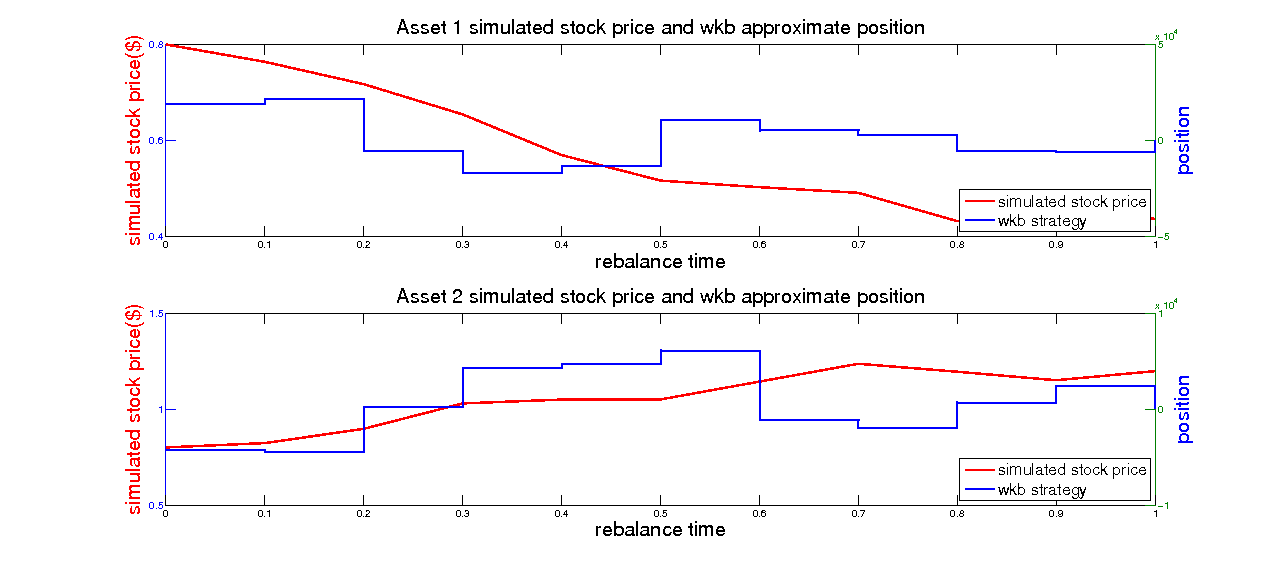 Asset 1 simulated stock price and wkb approximate position
x 10^4
simulated stock price($)
0.8
0.6
0.4
5
0
-5
position
simulated stock price
wkb strategy
0 0.1 0.2 0.3 0.4 0.5 0.6 0.7 0.8 0.9 1
rebalance time
Asset 2 simulated stock price and wkb approximate position
x 10^4
simulated stock price($)
1.5
1
0.5
1
0
-1
position
simulated stock price
wkb strategy
0 0.1 0.2 0.3 0.4 0.5 0.6 0.7 0.8 0.9 1
rebalance time